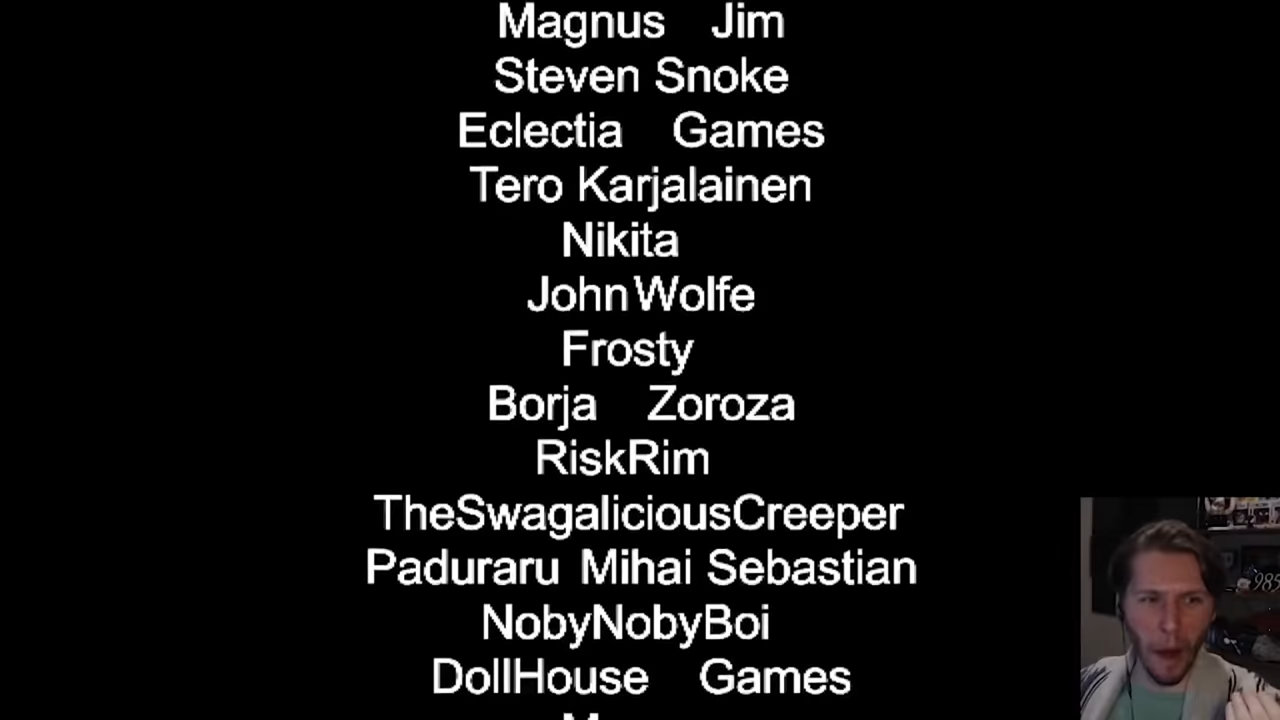 Magnus Jim
Steven Snoke
Eclectia Games
Tero Karjalainen
Nikita
John Wolfe
Frosty
Borja Zoroza
RiskRim
TheSwagaliciousCreeper
Paduraru Mihai Sebastian
NobyNobyBoi
DollHouse Games
985